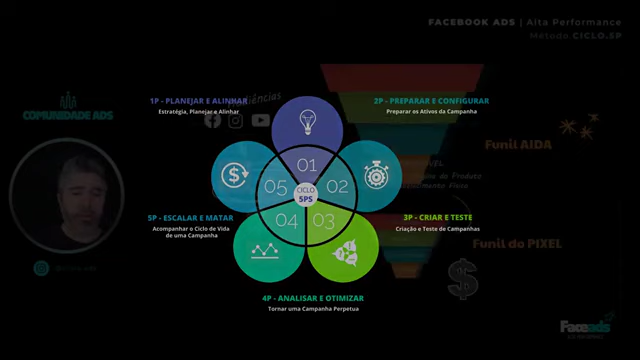 FACEBOOK ADS | Alta Performance
Método CICLO.5P
1P - PLANEJAR E ALINHAR
Estratégia, Planejar a Alinhar
2P - PREPARAR E CONFIGURAR
Preparar os Ativos da Campanha
COMUNIDADE ADS
Funil AIDA
01
02
03
04
05
CICLO
5PS
5P - ESCALAR E MATAR
Acompanhar o Ciclo de Vida
de uma Campanha
3P - CRIAR E TESTE
Criação e Teste de Campanhas
Funil do PIXEL
4P - ANALISAR E OTIMIZAR
Tornar uma Campanha Perpetua
Faceads